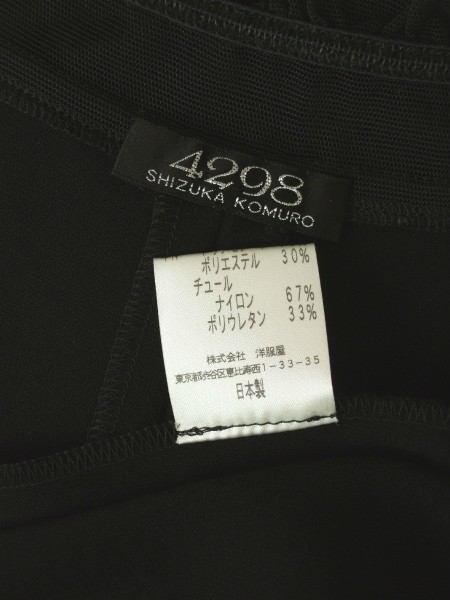 4298
SHIZUKA KOMURO
ポリエステル 30%
チュール
ナイロン 67%
ポリウレタン 33%
株式会社 洋服屋
東京都渋谷区恵比寿西1-33-35
日本製